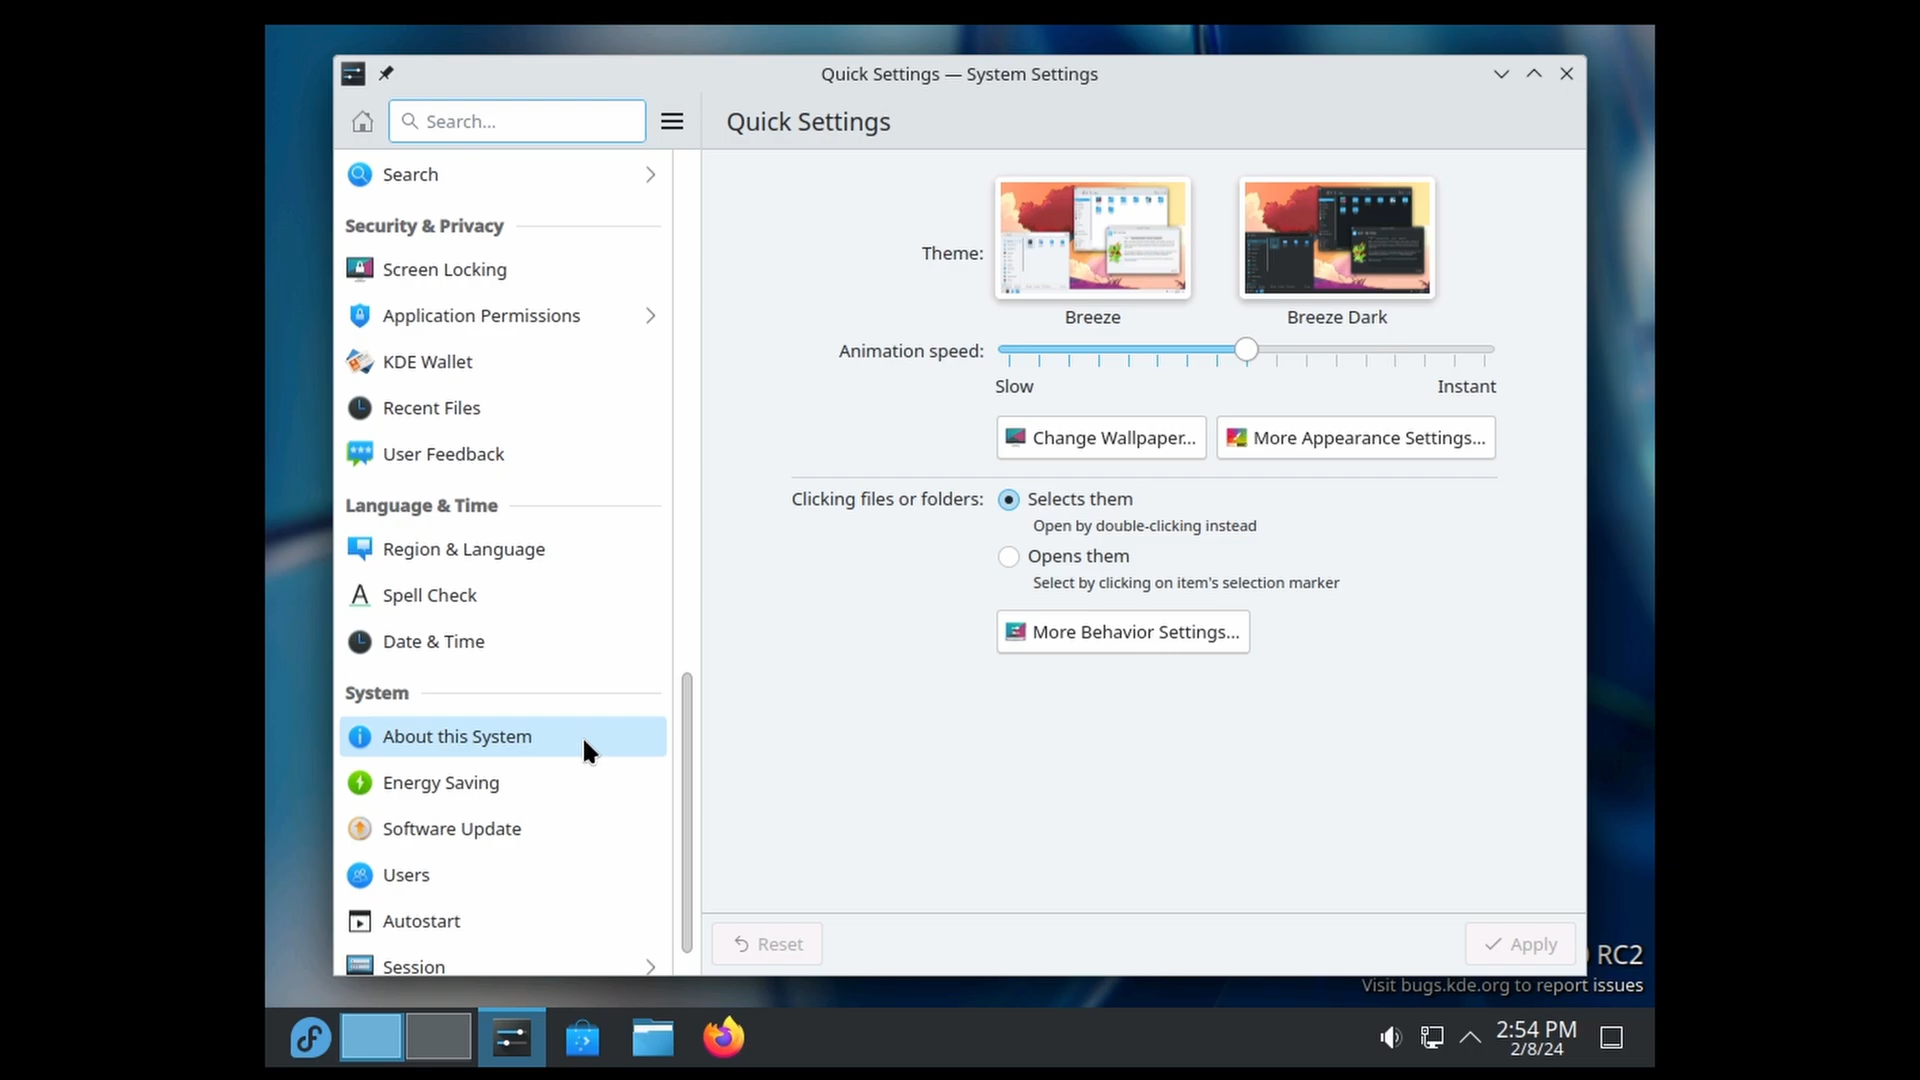 Quick Settings — System Settings
Search...
Quick Settings
Search
Security & Privacy
Screen Locking
Application Permissions
KDE Wallet
Recent Files
User Feedback
Language & Time
Region & Language
Spell Check
Date & Time
System
About this System
Energy Saving
Software Update
Users
Autostart
Session
Theme:
Breeze
Breeze Dark
Animation speed:
Slow
Instant
Change Wallpaper...
More Appearance Settings...
Clicking files or folders:
Selects them
Open by double-clicking instead
Opens them
Select by clicking on item's selection marker
More Behavior Settings...
Reset
Apply
RC2
Visit bugs.kde.org to report issues
2:54 PM
2/8/24